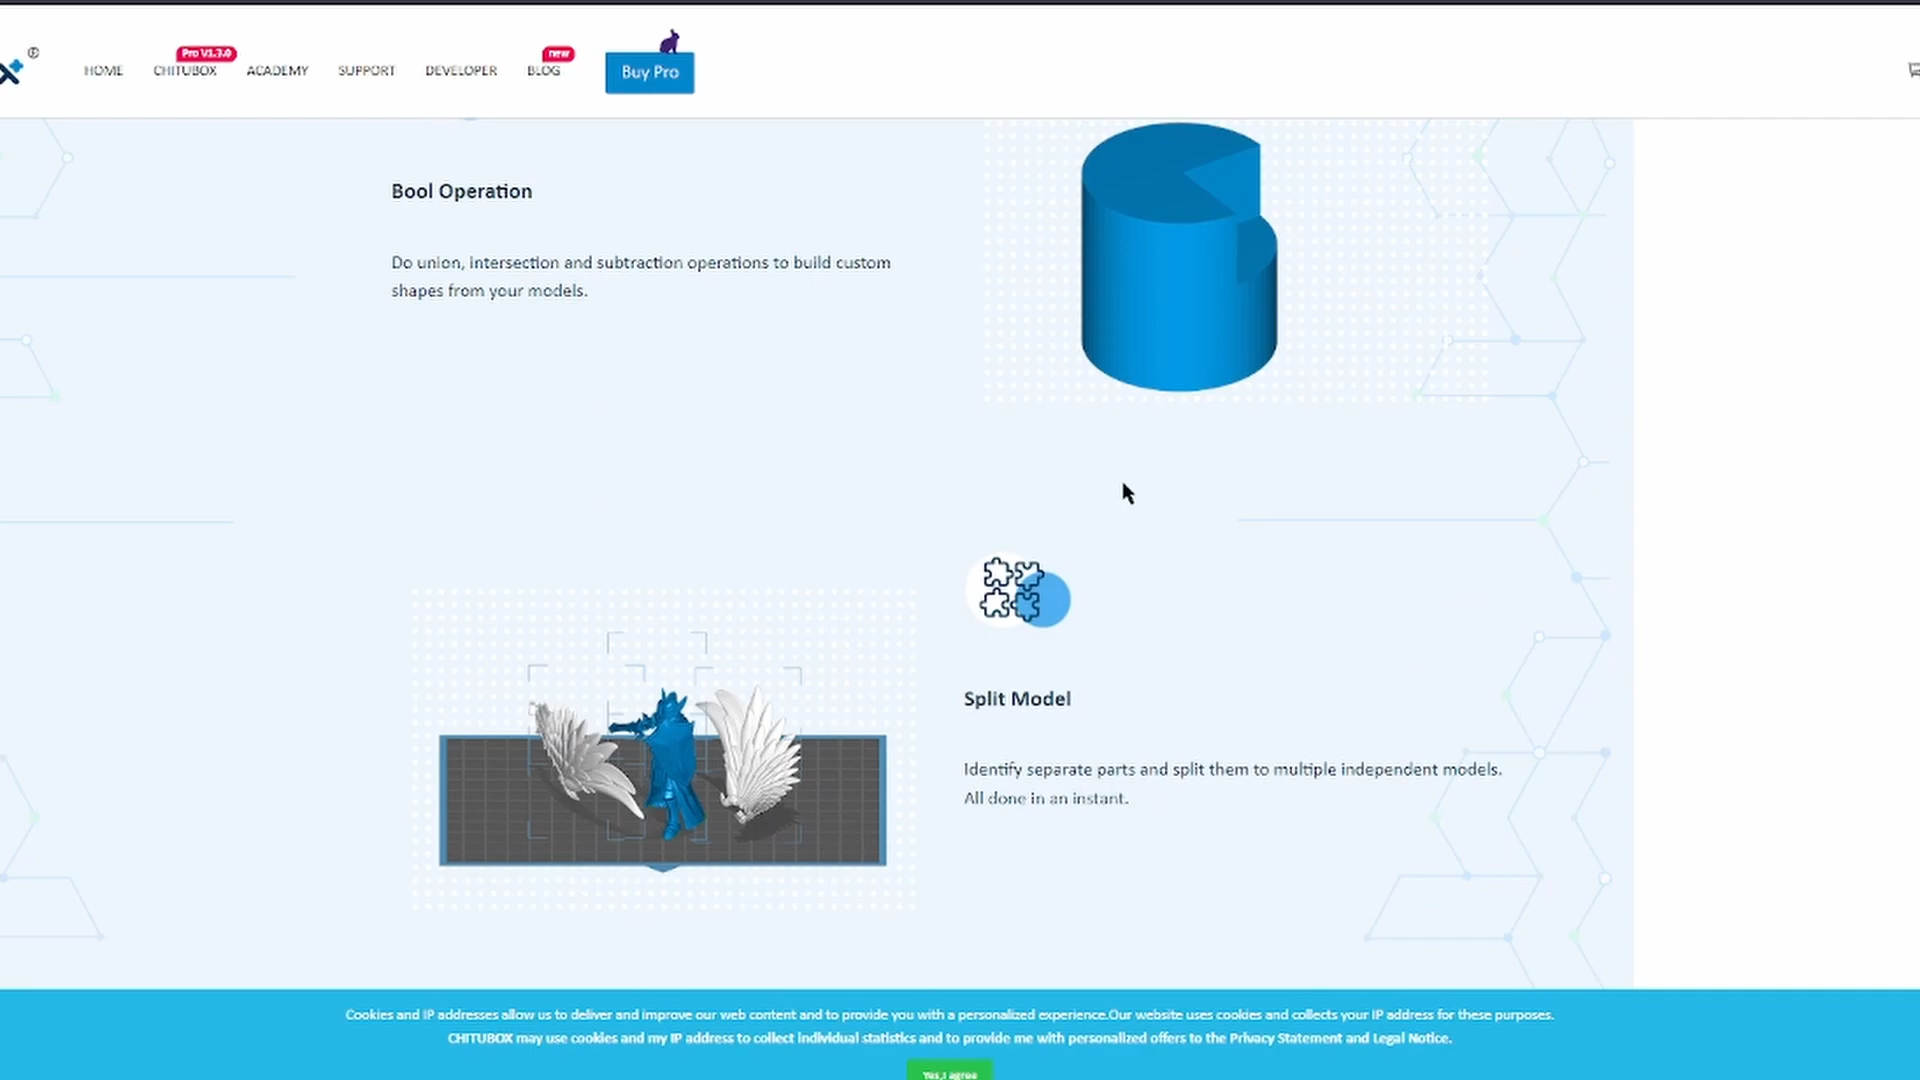 x+ ®
HOME CHITUBOX Pro V1.3.0 ACADEMY SUPPORT DEVELOPER BLOG new Buy Pro
Bool Operation
Do union, intersection and subtraction operations to build custom
shapes from your models.
Split Model
Identify separate parts and split them to multiple independent models.
All done in an instant.
Cookies and IP addresses allow us to deliver and improve our web content and to provide you with a personalized experience.Our website uses cookies and collects your IP address for these purposes.
CHITUBOX may use cookies and my IP address to collect individual statistics and to provide me with personalized offers to the Privacy Statement and Legal Notice.
Yes,I agree